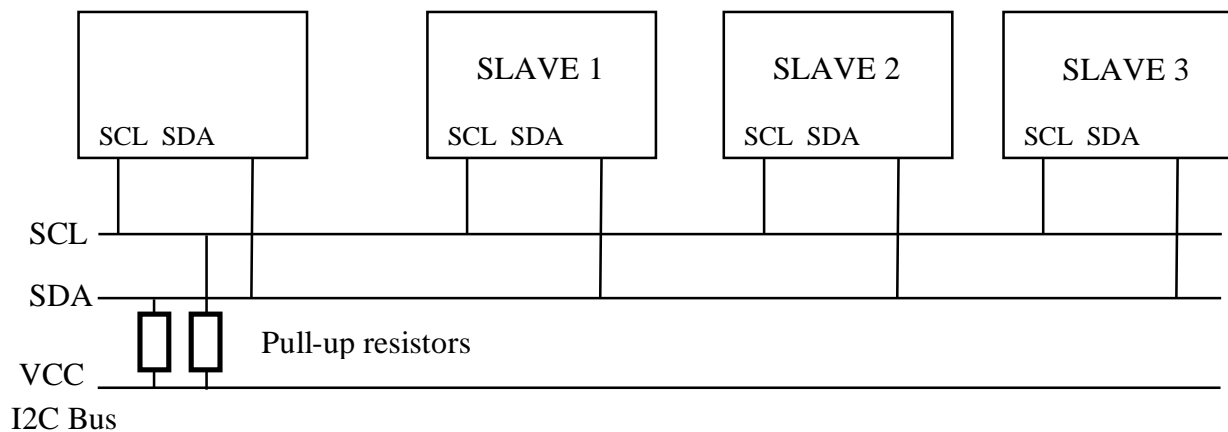 SLAVE 1 SLAVE 2 SLAVE 3
SCL SDA SCL SDA SCL SDA SCL SDA
SCL
SDA
Pull-up resistors
VCC
I2C Bus